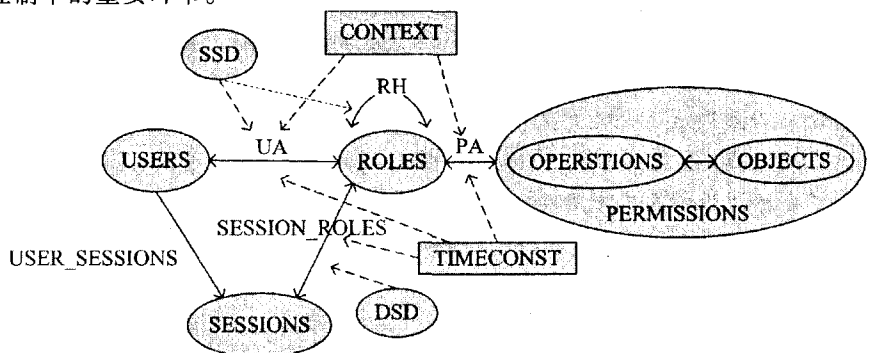 CONTEXT
SSD
RH
USERS
UA
ROLES
PA
OPERSTIONS
OBJECTS
PERMISSIONS
SESSION_ROLES
USER_SESSIONS
TIMECONST
SESSIONS
DSD